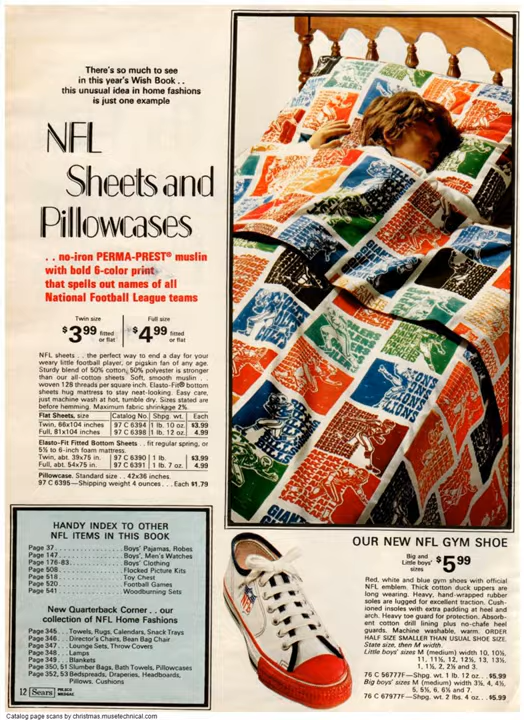 There's so much to see
in this year's Wish Book . .
this unusual idea in home fashions
is just one example
NFL
Sheets and
Pillowcases
. . no-iron PERMA-PREST® muslin
with bold 6-color print
that spells out names of all
National Football League teams
Twin size
$3.99 fitted or flat
Full size
$4.99 fitted or flat
NFL sheets . . the perfect way to end a day for your
weary little football player, or pigskin fan of any age.
Sturdy blend of 50% cotton, 50% polyester is stronger
than our all-cotton sheets. Soft, smooth muslin . .
woven 128 threads per square inch. Elasto-Fit® bottom
sheets hug mattress to stay neat-looking. Easy care,
just machine wash at hot, tumble dry. Sizes stated are
before hemming. Maximum fabric shrinkage 2%.
Flat Sheets, size Catalog No. Shpg. wt. Each
Twin, 66x104 inches 97 C 6394 1 lb. 10 oz. $3.99
Full, 81x104 inches 97 C 6398 1 lb. 12 oz. 4.99
Elasto-Fit Fitted Bottom Sheets . . fit regular spring, or
5½ to 6-inch foam mattress.
Twin, abt. 39x75 in. 97 C 6390 1 lb. $3.99
Full, abt. 54x75 in. 97 C 6391 1 lb. 7 oz. 4.99
Pillowcase. Standard size . . 42x36 inches.
97 C 6395—Shipping weight 4 ounces . . . Each $1.79
HANDY INDEX TO OTHER
NFL ITEMS IN THIS BOOK
Page 37 Boys' Pajamas, Robes
Page 147 Boys', Men's Watches
Page 176-83 Boys' Clothing
Page 508 Flocked Picture Kits
Page 518 Toy Chest
Page 520 Football Games
Page 541 Woodburning Sets
New Quarterback Corner . . our
collection of NFL Home Fashions
Page 345 . . . Towels, Rugs, Calendars, Snack Trays
Page 346 Director's Chairs, Bean Bag Chair
Page 347 Lounge Sets, Throw Covers
Page 348 Lamps
Page 349 Blankets
Page 350, 51 Slumber Bags, Bath Towels, Pillowcases
Page 352, 53 Bedspreads, Draperies, Headboards,
Pillows, Cushions
12 Sears
OUR NEW NFL GYM SHOE
Big and
Little boys'
sizes
$5.99
Red, white and blue gym shoes with official
NFL emblem. Thick cotton duck uppers are
long wearing. Heavy, hand-wrapped rubber
soles are lugged for excellent traction. Cush-
ioned insoles with extra padding at heel and
arch. Heavy toe guard for protection. Absorb-
ent cotton drill lining plus no-chafe heel
guards. Machine washable, warm. ORDER
HALF SIZE SMALLER THAN USUAL SHOE SIZE.
State size, then M width.
Little boys' sizes M (medium) width 10, 10½,
11, 11½, 12, 12½, 13, 13½,
1, 1½, 2, 2½ and 3.
76 C 56777F—Shpg. wt. 1 lb. 12 oz. . . $5.99
Big boys' sizes M (medium) width 3½, 4, 4½,
5, 5½, 6, 6½ and 7.
76 C 67977F—Shpg. wt. 2 lbs. 4 oz. . . $5.99
Catalog page scans by christmas.musetechnical.com